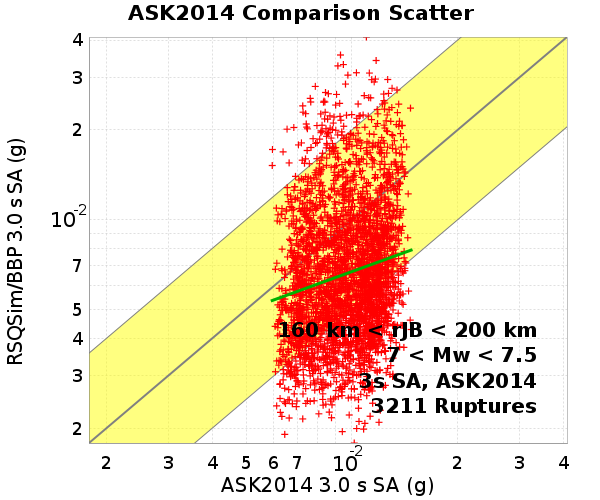 ASK2014 Comparison Scatter
RSQSim/BBP 3.0 s SA (g)
4
3
2
10-2
7
5
4
3
2
160 km < rJB < 200 km
7 < Mw < 7.5
3s SA, ASK2014
3211 Ruptures
2 3 4 5 6 7 10-2 2 3 4
ASK2014 3.0 s SA (g)